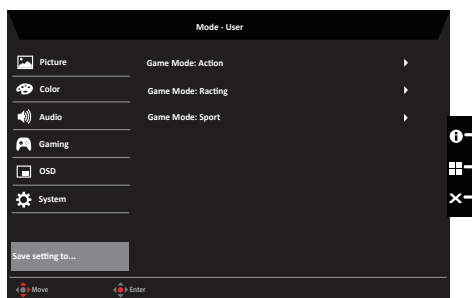 Mode - User
Picture
Game Mode: Action
Color
Game Mode: Racting
Audio
Game Mode: Sport
Gaming
OSD
System
Save setting to...
Move Enter